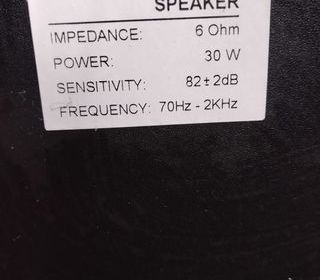 SPEAKER
IMPEDANCE: 6 Ohm
POWER: 30 W
SENSITIVITY: 82±2dB
FREQUENCY: 70Hz - 2KHz